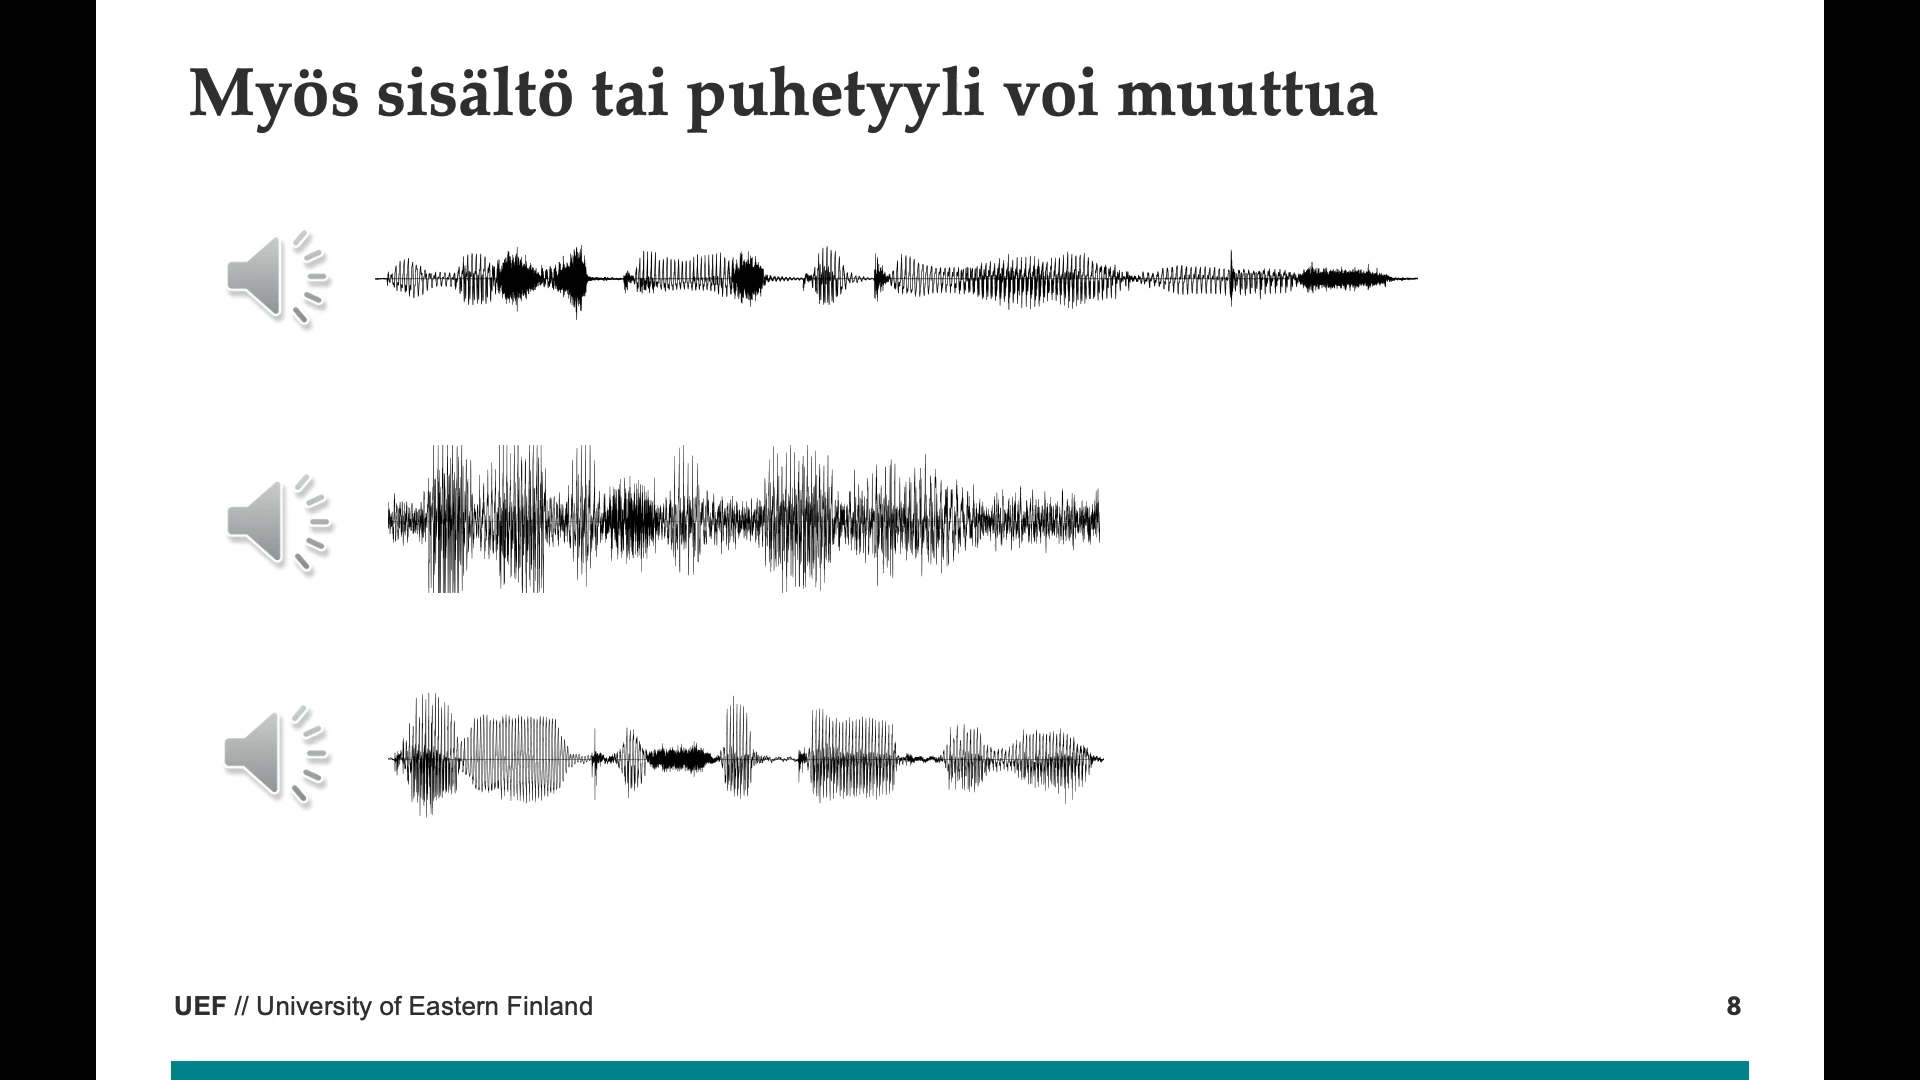 Myös sisältö tai puhetyyli voi muuttua
UEF // University of Eastern Finland
8